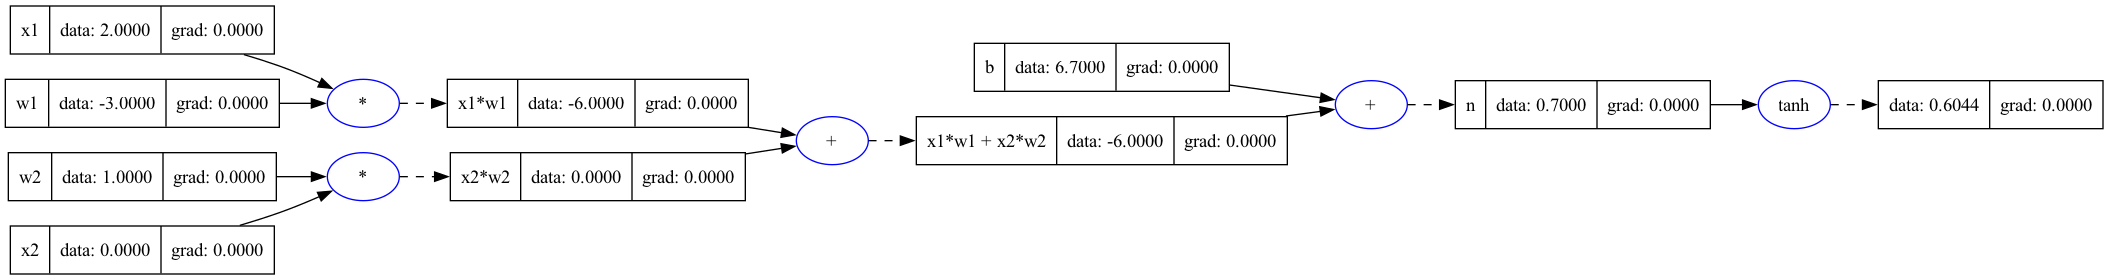 x1 data: 2.0000 grad: 0.0000
w1 data: -3.0000 grad: 0.0000
*
x1*w1 data: -6.0000 grad: 0.0000
w2 data: 1.0000 grad: 0.0000
*
x2*w2 data: 0.0000 grad: 0.0000
x2 data: 0.0000 grad: 0.0000
+
b data: 6.7000 grad: 0.0000
x1*w1 + x2*w2 data: -6.0000 grad: 0.0000
+
n data: 0.7000 grad: 0.0000
tanh
data: 0.6044 grad: 0.0000